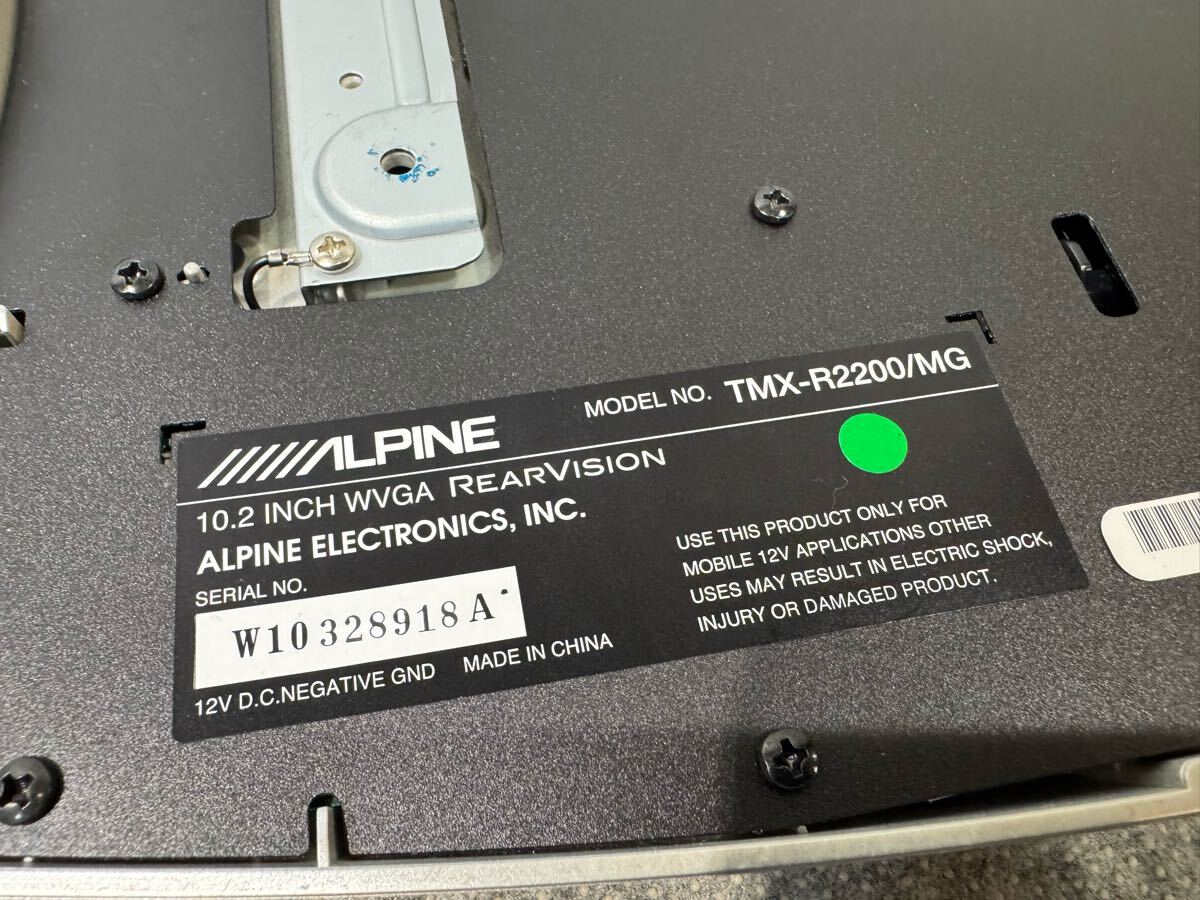 ALPINE MODEL NO. TMX-R2200/MG
10.2 INCH WVGA REARVISION
ALPINE ELECTRONICS, INC.
SERIAL NO.
W10328918A
12V D.C.NEGATIVE GND MADE IN CHINA
USE THIS PRODUCT ONLY FOR
MOBILE 12V APPLICATIONS OTHER
USES MAY RESULT IN ELECTRIC SHOCK,
INJURY OR DAMAGED PRODUCT.